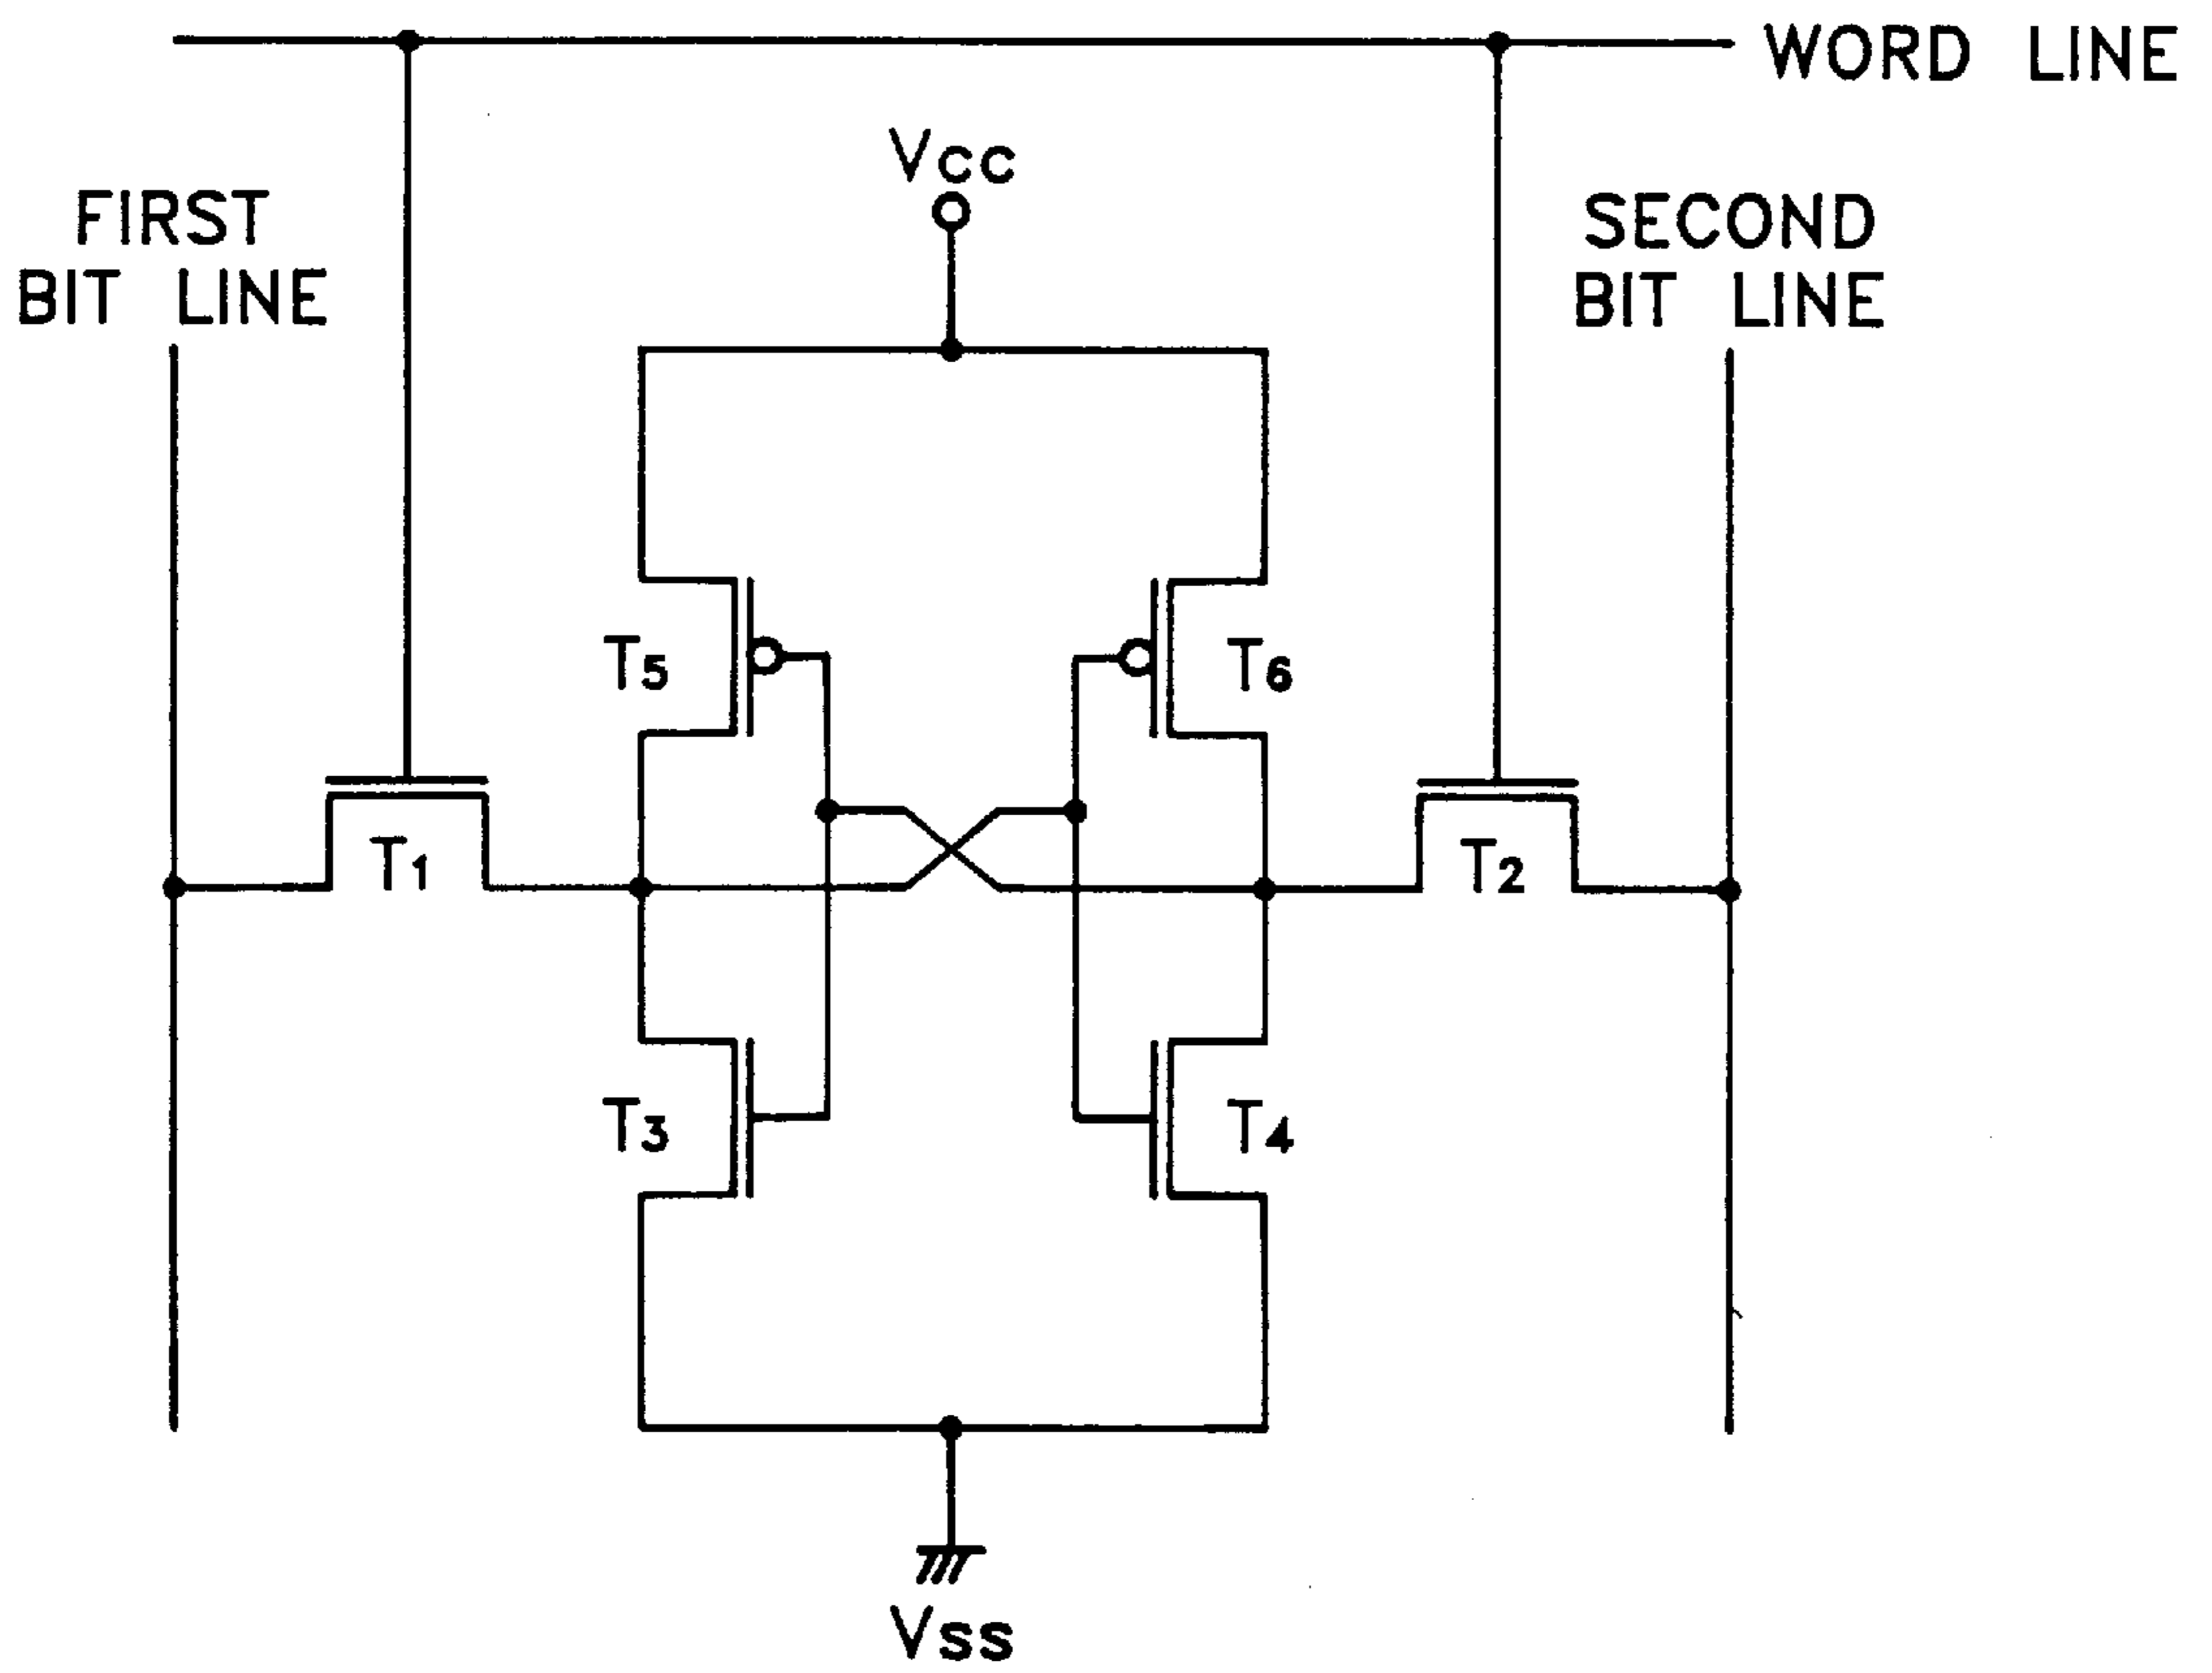 WORD LINE
Vcc
FIRST
BIT LINE
SECOND
BIT LINE
T5
T6
T1
T2
T3
T4
Vss